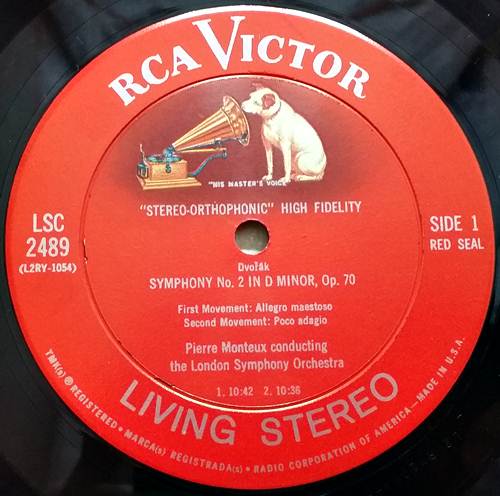 RCA VICTOR
"HIS MASTER'S VOICE"
"STEREO-ORTHOPHONIC" HIGH FIDELITY
LSC
2489
(L2RY-1054)
SIDE 1
RED SEAL
Dvořák
SYMPHONY No. 2 IN D MINOR, Op. 70
First Movement: Allegro maestoso
Second Movement: Poco adagio
Pierre Monteux conducting
the London Symphony Orchestra
1. 10:42 2. 10:36
LIVING STEREO
TMK(s) ® REGISTERED • MARCA(s) REGISTRADA(s) • RADIO CORPORATION OF AMERICA—MADE IN U.S.A.